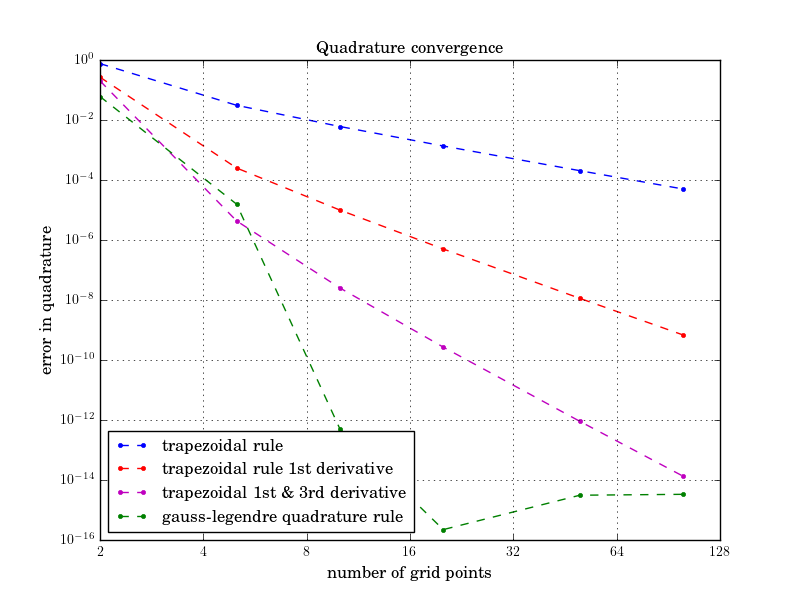 Quadrature convergence
error in quadrature
10^0
10^−2
10^−4
10^−6
10^−8
10^−10
10^−12
10^−14
10^−16
trapezoidal rule
trapezoidal rule 1st derivative
trapezoidal 1st & 3rd derivative
gauss-legendre quadrature rule
2 4 8 16 32 64 128
number of grid points